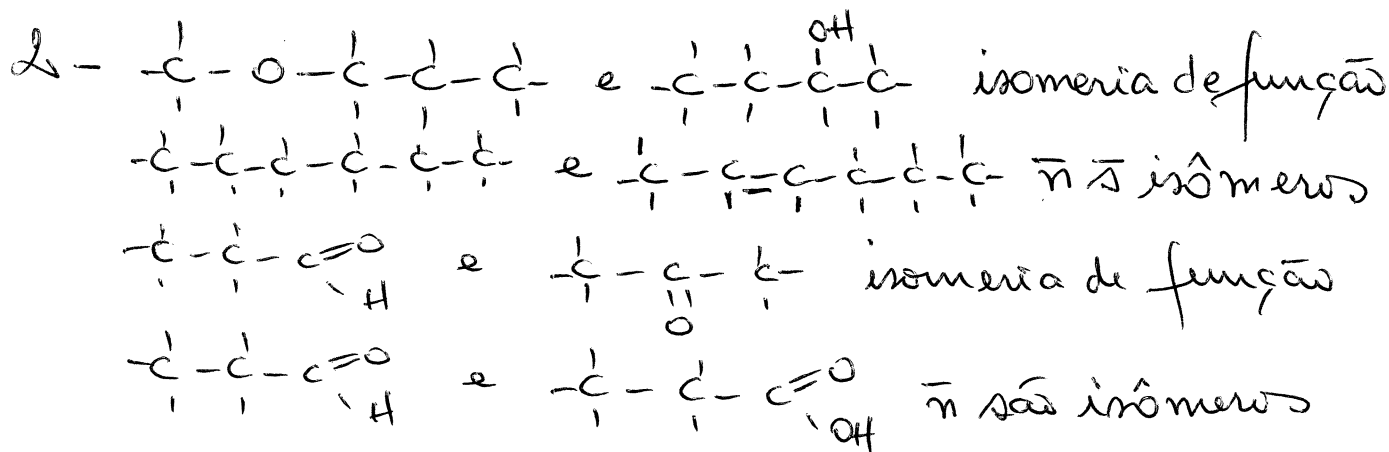 2- -C-O-C-C-C- e -C-C-C-C- OH isomeria de função
-C-C-C-C-C-C- e -C-C=C-C-C-C- n̄ s̄ isômeros
-C-C-C=O H e -C-C-C- O isomeria de função
-C-C-C=O H e -C-C-C=O OH n̄ são isômeros